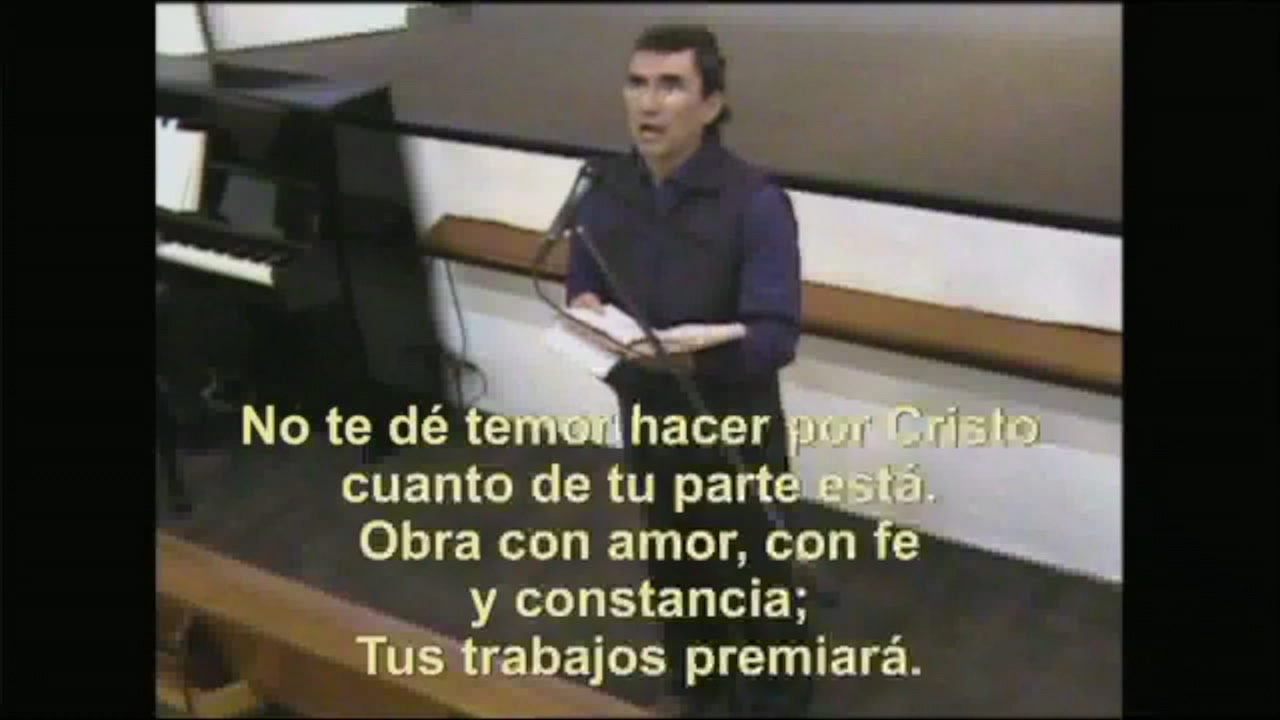 No te dé temor hacer por Cristo
cuanto de tu parte está.
Obra con amor, con fe
y constancia;
Tus trabajos premiará.